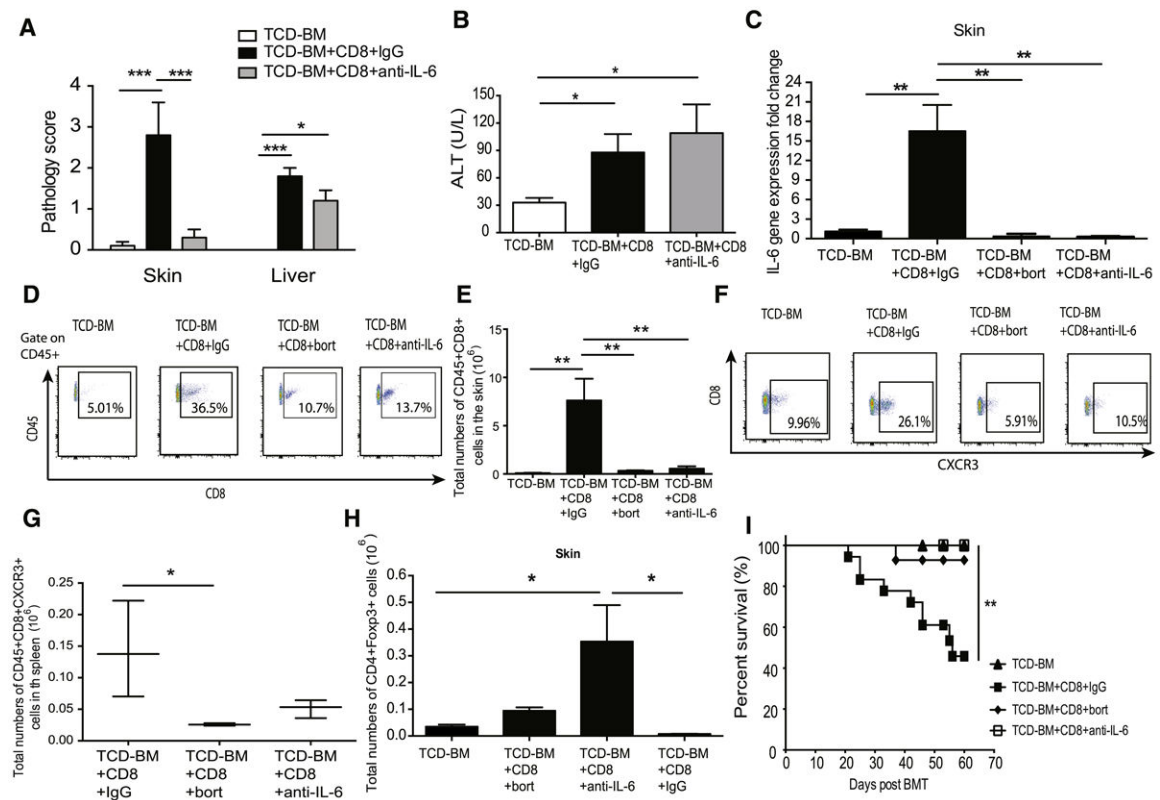 A
TCD-BM
TCD-BM+CD8+IgG
TCD-BM+CD8+anti-IL-6
Pathology score
4
3
2
1
0
*** ***
***
*
Skin Liver
B
ALT (U/L)
150
120
90
60
30
0
*
*
TCD-BM TCD-BM+CD8 TCD-BM+CD8
+IgG +anti-IL-6
C
Skin
IL-6 gene expression fold change
24
21
18
15
12
9
6
3
0
**
**
**
TCD-BM TCD-BM TCD-BM TCD-BM
+CD8+IgG +CD8+bort +CD8+anti-IL-6
D
Gate on
CD45+
TCD-BM TCD-BM TCD-BM TCD-BM
+CD8+IgG +CD8+bort +CD8+anti-IL-6
5.01% 36.5% 10.7% 13.7%
CD45
CD8
E
Total numbers of CD45+CD8+
cells in the skin (10^6)
15
10
5
0
**
**
**
TCD-BM TCD-BM TCD-BM TCD-BM
+CD8 +CD8 +CD8
+IgG +bort +anti-IL-6
F
TCD-BM TCD-BM TCD-BM TCD-BM
+CD8+IgG +CD8+bort +CD8+anti-IL-6
9.96% 26.1% 5.91% 10.5%
CD8
CXCR3
G
Total numbers of CD45+CD8+CXCR3+
cells in th spleen (10^6)
0.25
0.20
0.15
0.10
0.05
0.00
*
TCD-BM TCD-BM TCD-BM
+CD8 +CD8 +CD8
+IgG +bort +anti-IL-6
H
Skin
Total numbers of CD4+Foxp3+ cells (10^6)
0.6
0.5
0.4
0.3
0.2
0.1
0.0
* *
TCD-BM TCD-BM TCD-BM TCD-BM
+CD8 +CD8 +CD8
+bort +anti-IL-6 +IgG
I
Percent survival (%)
100
80
60
40
20
0
**
TCD-BM
TCD-BM+CD8+IgG
TCD-BM+CD8+bort
TCD-BM+CD8+anti-IL-6
0 10 20 30 40 50 60 70
Days post BMT